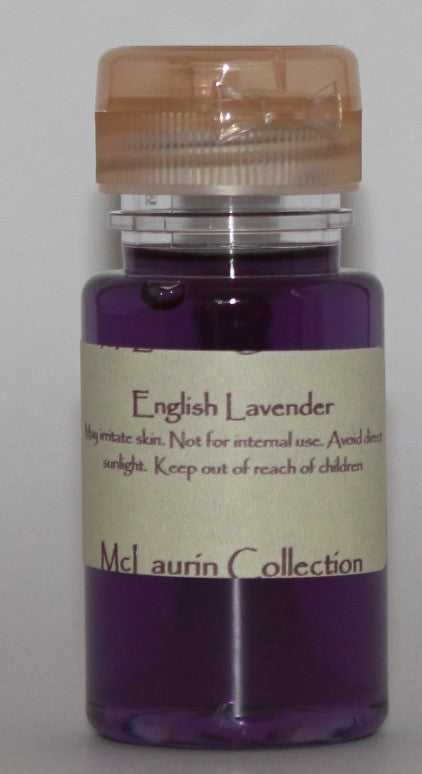 English Lavender
May irritate skin. Not for internal use. Avoid direct
sunlight. Keep out of reach of children
McLaurin Collection